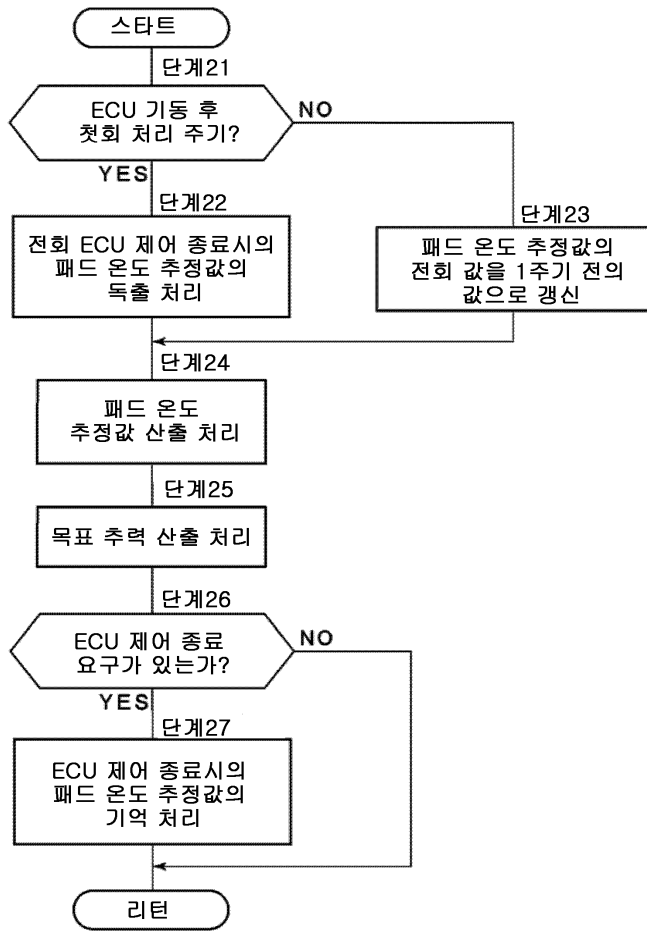 스타트
단계21
ECU 기동 후
첫회 처리 주기?
NO
YES
단계22
전회 ECU 제어 종료시의
패드 온도 추정값의
독출 처리
단계23
패드 온도 추정값의
전회 값을 1주기 전의
값으로 갱신
단계24
패드 온도
추정값 산출 처리
단계25
목표 추력 산출 처리
단계26
ECU 제어 종료
요구가 있는가?
NO
YES
단계27
ECU 제어 종료시의
패드 온도 추정값의
기억 처리
리턴